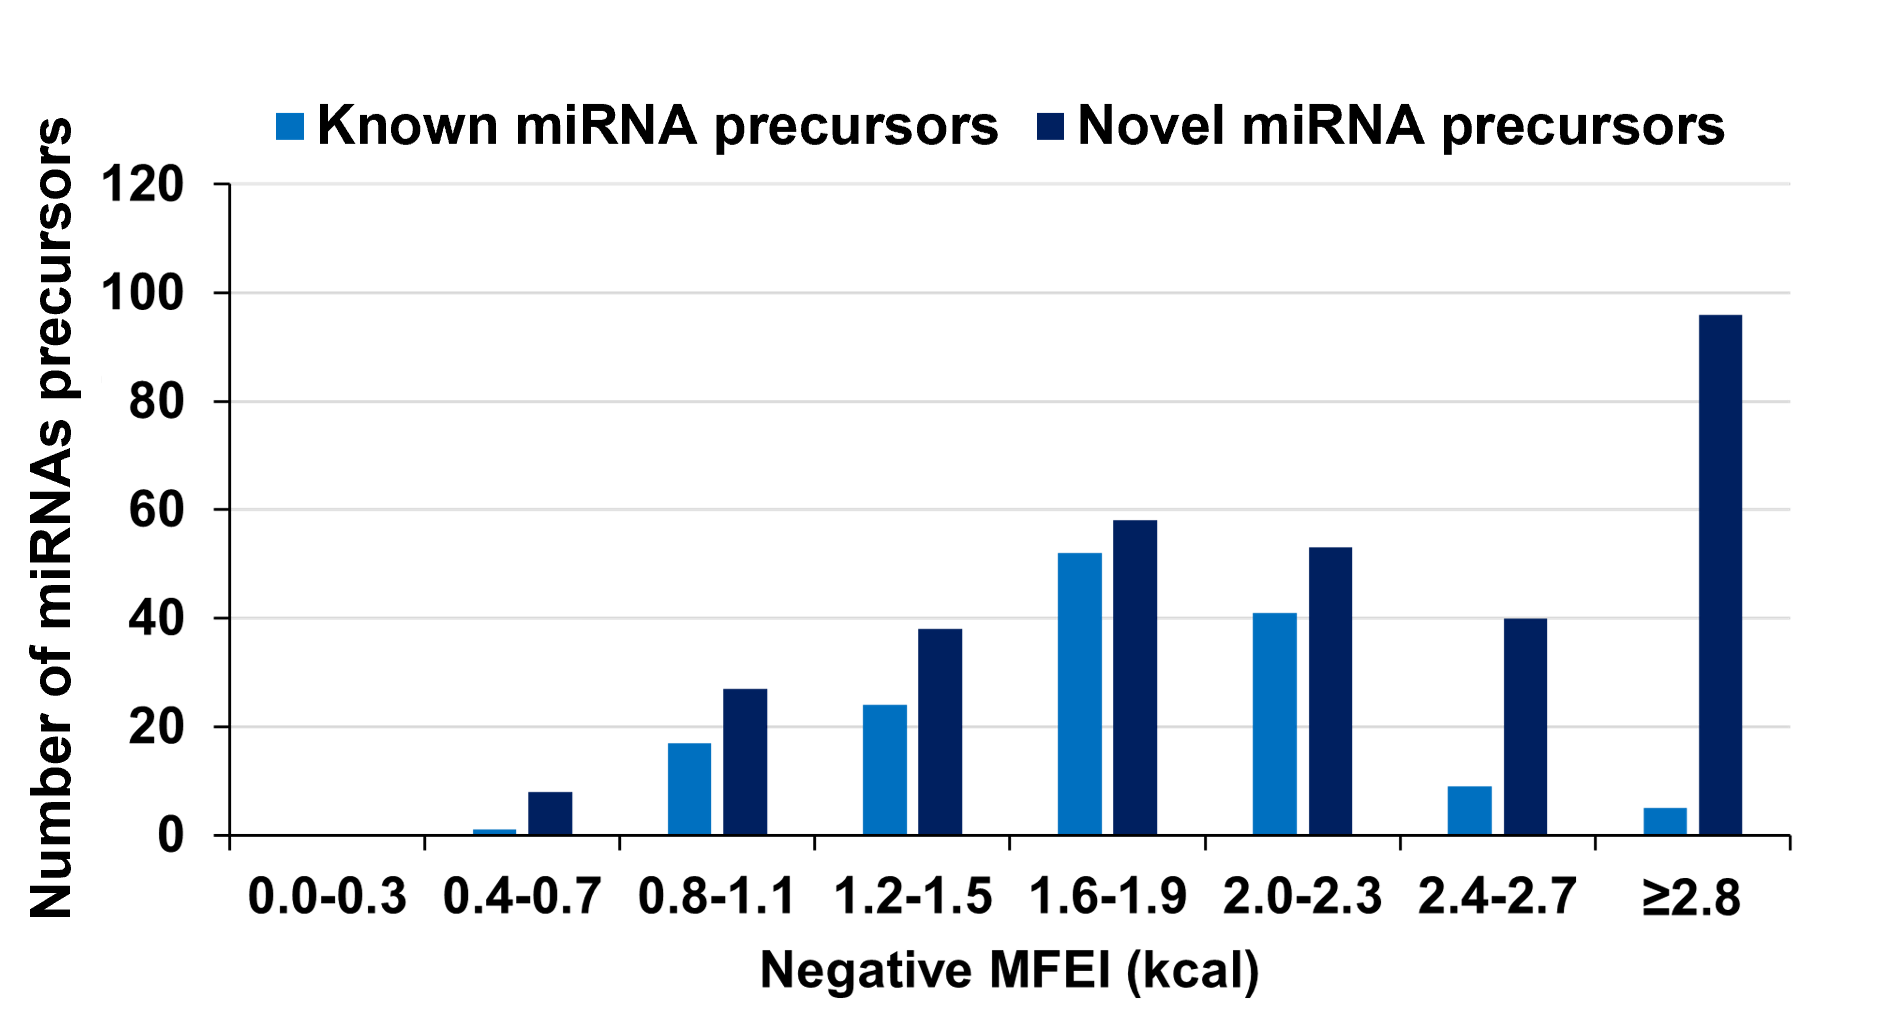 Known miRNA precursors Novel miRNA precursors
Number of miRNAs precursors
120
100
80
60
40
20
0
0.0-0.3 0.4-0.7 0.8-1.1 1.2-1.5 1.6-1.9 2.0-2.3 2.4-2.7 ≥2.8
Negative MFEI (kcal)